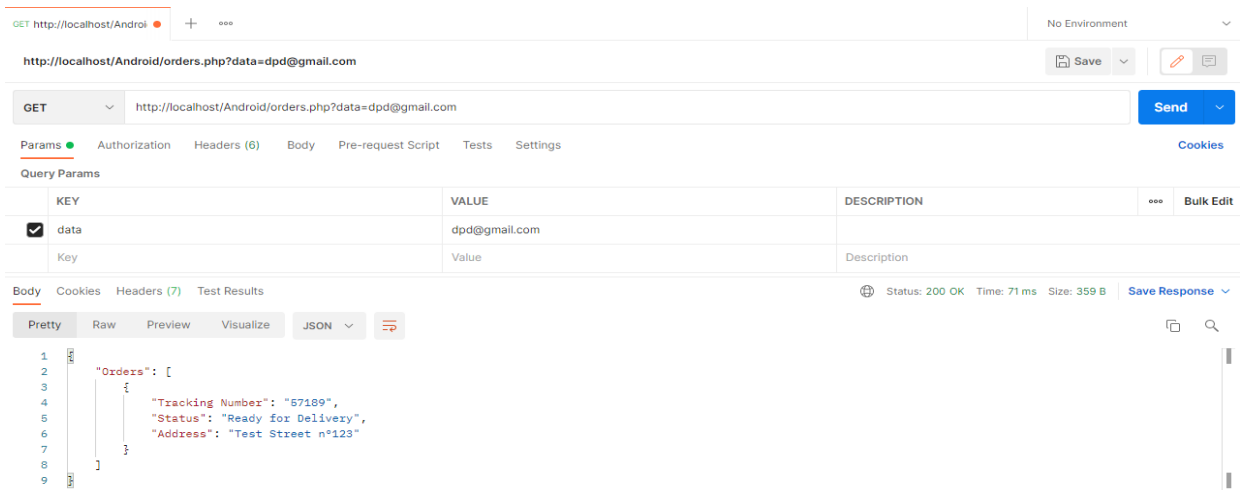 GET http://localhost/Androi No Environment
http://localhost/Android/orders.php?data=dpd@gmail.com Save
GET http://localhost/Android/orders.php?data=dpd@gmail.com Send
Params Authorization Headers (6) Body Pre-request Script Tests Settings Cookies
Query Params
KEY VALUE DESCRIPTION Bulk Edit
data dpd@gmail.com
Key Value Description
Body Cookies Headers (7) Test Results Status: 200 OK Time: 71 ms Size: 359 B Save Response
Pretty Raw Preview Visualize JSON
1 {
2 "Orders": [
3 {
4 "Tracking Number": "57189",
5 "Status": "Ready for Delivery",
6 "Address": "Test Street nº123"
7 }
8 ]
9 }